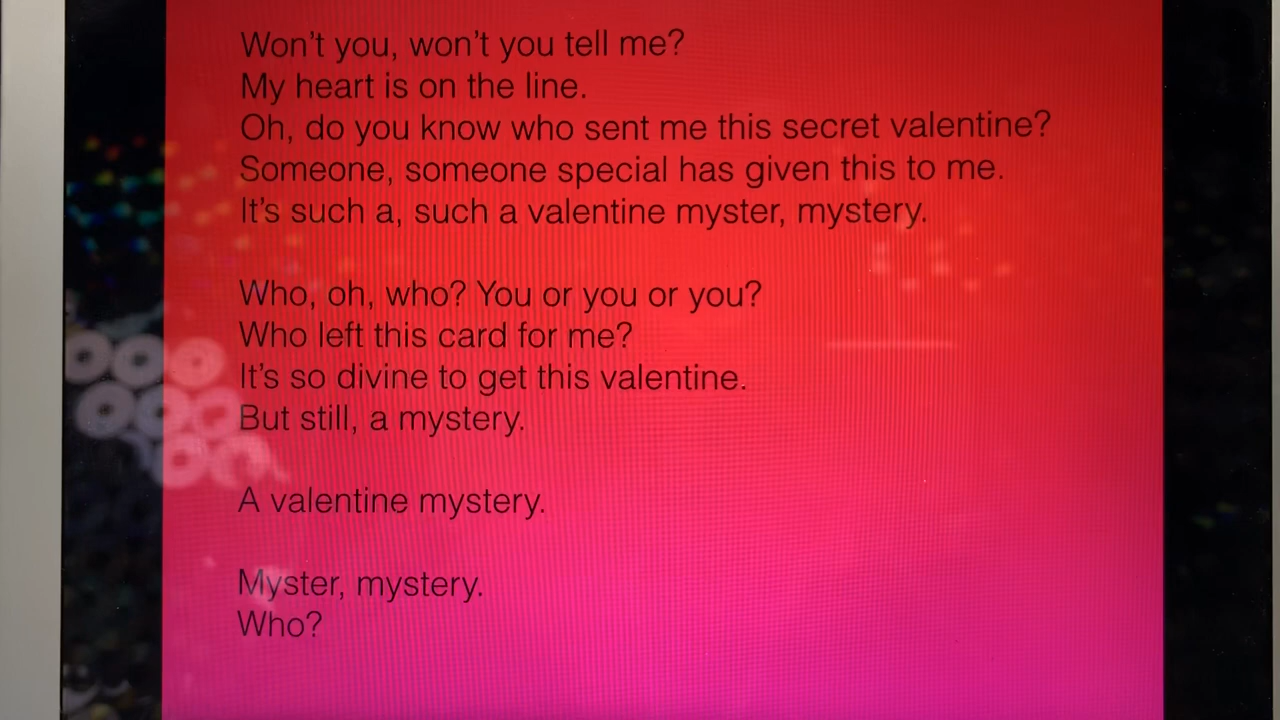 Won't you, won't you tell me?
My heart is on the line.
Oh, do you know who sent me this secret valentine?
Someone, someone special has given this to me.
It's such a, such a valentine myster, mystery.
Who, oh, who? You or you or you?
Who left this card for me?
It's so divine to get this valentine.
But still, a mystery.
A valentine mystery.
Myster, mystery.
Who?